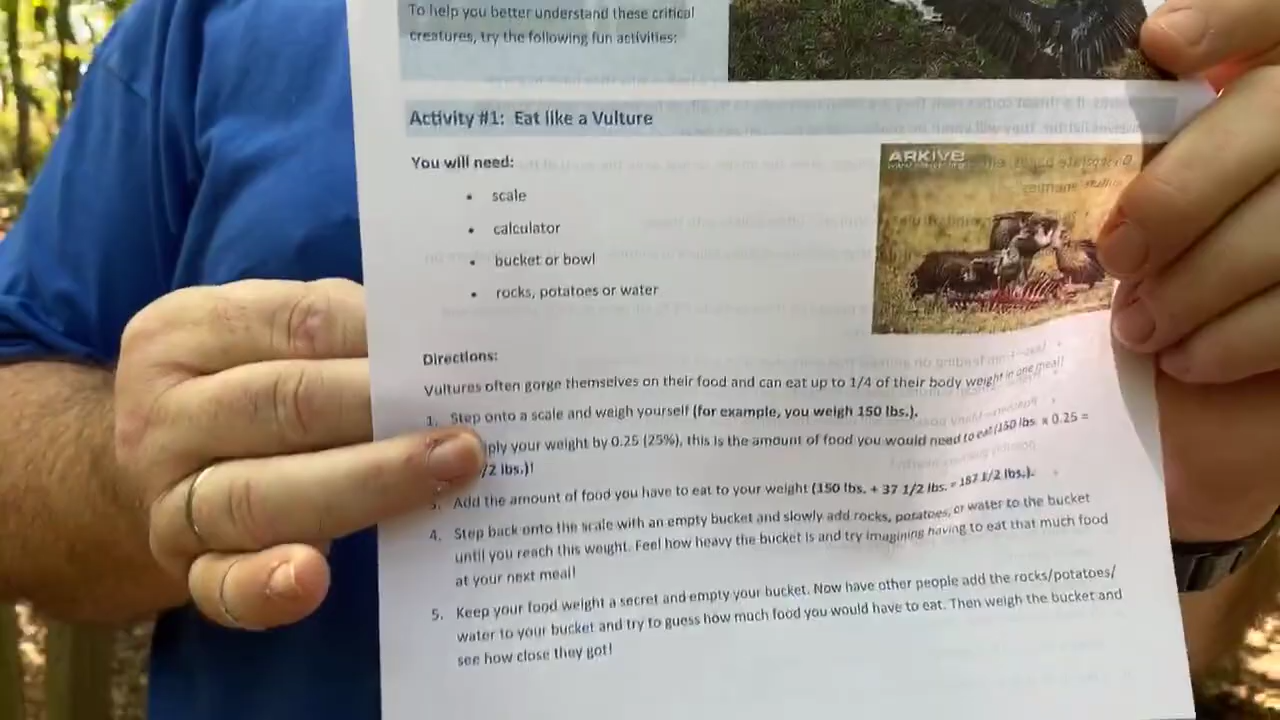 To help you better understand these critical
creatures, try the following fun activities:
Activity #1: Eat like a Vulture
You will need:
ARKIVE
• scale
• calculator
• bucket or bowl
• rocks, potatoes or water
Directions:
Vultures often gorge themselves on their food and can eat up to 1/4 of their body weight in one meal!
1. Step onto a scale and weigh yourself (for example, you weigh 150 lbs.).
ply your weight by 0.25 (25%), this is the amount of food you would need to eat (150 lbs. x 0.25 =
/2 lbs.)!
3. Add the amount of food you have to eat to your weight (150 lbs. + 37 1/2 lbs. = 187 1/2 lbs.).
4. Step back onto the scale with an empty bucket and slowly add rocks, potatoes, or water to the bucket
until you reach this weight. Feel how heavy the bucket is and try imagining having to eat that much food
at your next meal!
5. Keep your food weight a secret and empty your bucket. Now have other people add the rocks/potatoes/
water to your bucket and try to guess how much food you would have to eat. Then weigh the bucket and
see how close they got!